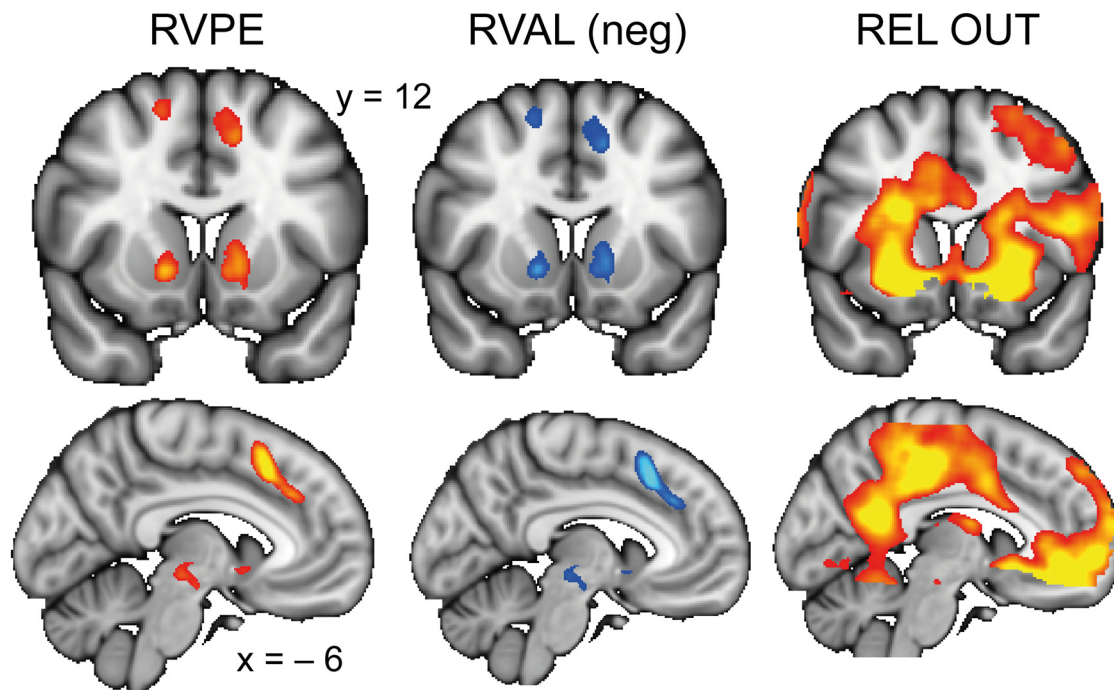 RVPE
RVAL (neg)
REL OUT
y = 12
x = – 6